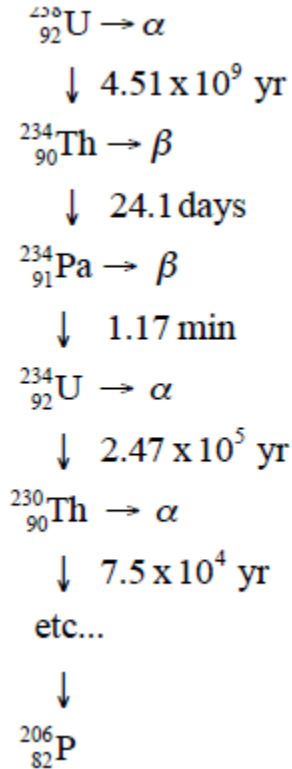 ²³⁸₉₂U → α
↓ 4.51 x 10⁹ yr
²³⁴₉₀Th → β
↓ 24.1 days
²³⁴₉₁Pa → β
↓ 1.17 min
²³⁴₉₂U → α
↓ 2.47 x 10⁵ yr
²³⁰₉₀Th → α
↓ 7.5 x 10⁴ yr
etc...
↓
²⁰⁶₈₂P